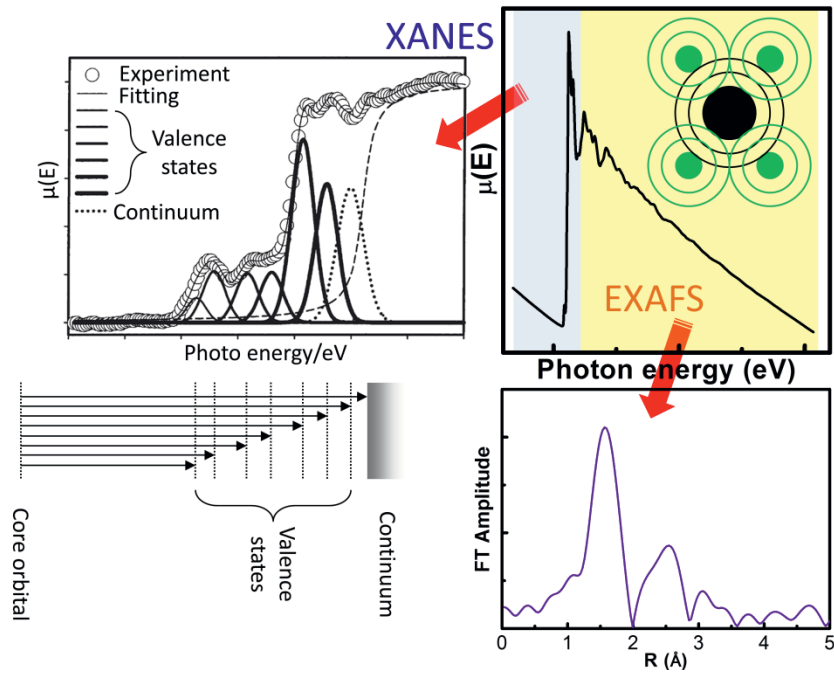 XANES
Experiment
Fitting
Valence
states
Continuum
μ(E)
Photo energy/eV
μ(E)
EXAFS
Photon energy (eV)
Core orbital
Valence
states
Continuum
FT Amplitude
0 1 2 3 4 5
R (Å)